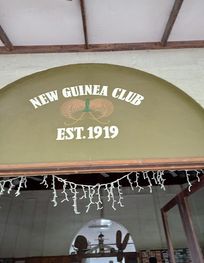 NEW GUINEA CLUB
EST. 1919